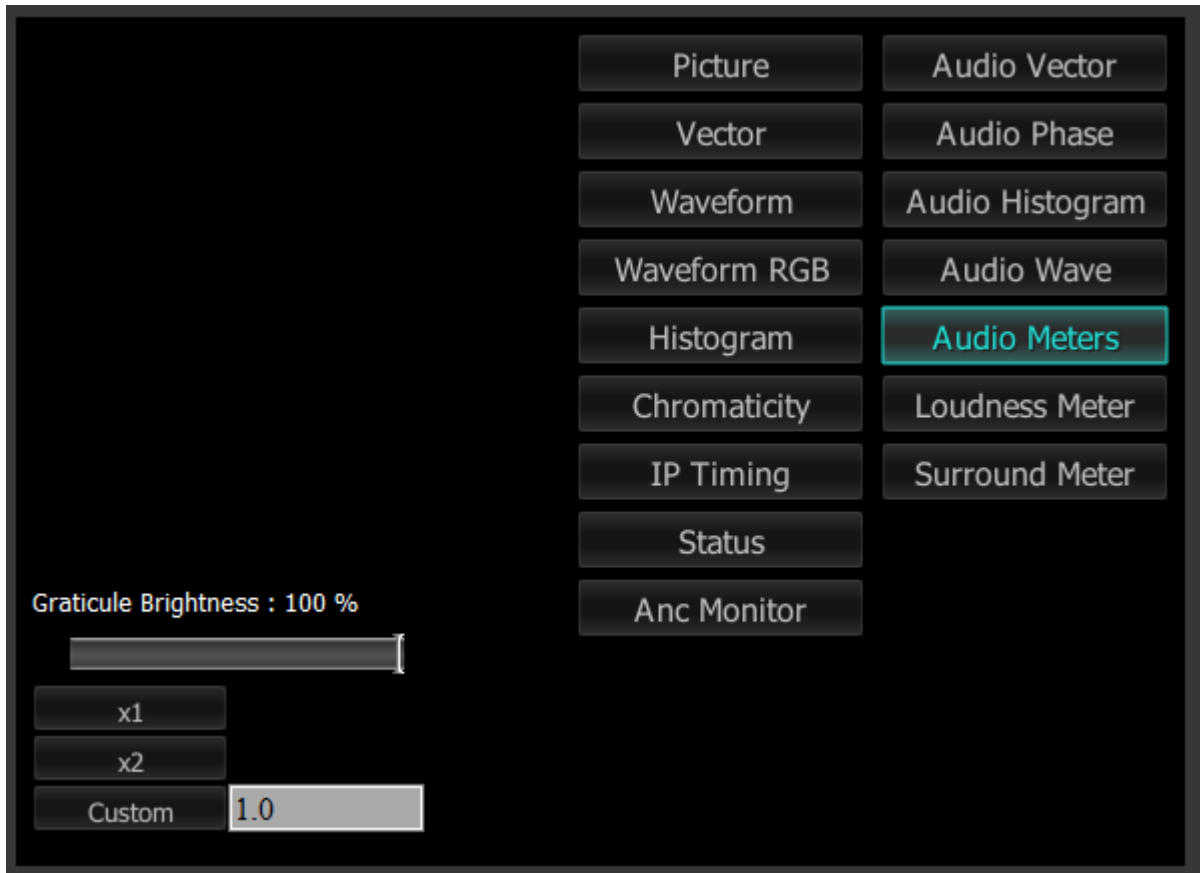 Picture
Audio Vector
Vector
Audio Phase
Waveform
Audio Histogram
Waveform RGB
Audio Wave
Histogram
Audio Meters
Chromaticity
Loudness Meter
IP Timing
Surround Meter
Status
Anc Monitor
Graticule Brightness : 100 %
x1
x2
Custom
1.0